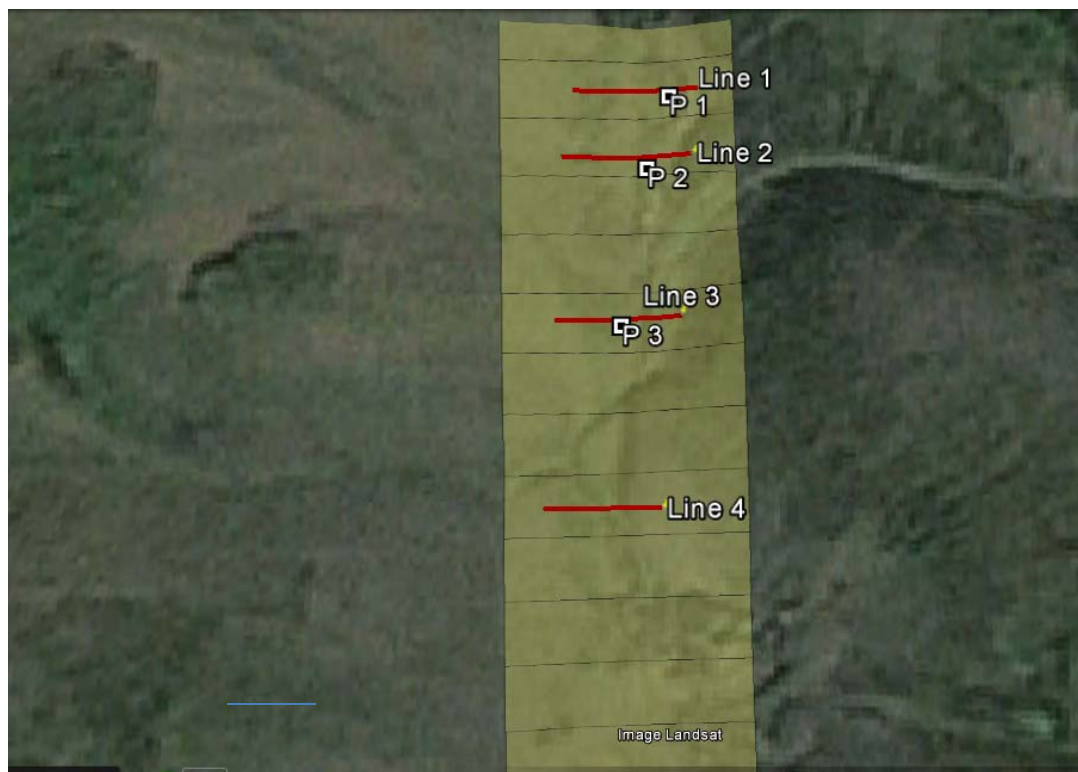 Line 1
P 1
Line 2
P 2
Line 3
P 3
Line 4
Image Landsat